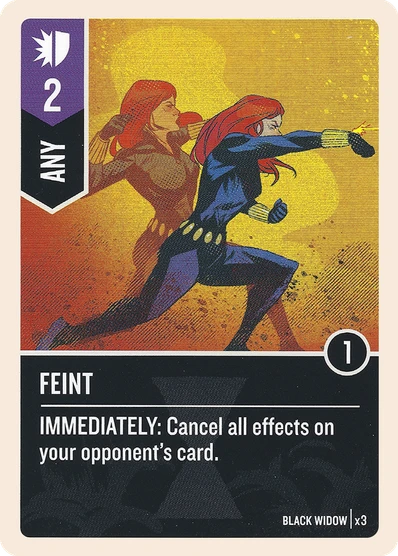 2
ANY
1
FEINT
IMMEDIATELY: Cancel all effects on
your opponent's card.
BLACK WIDOW | x3